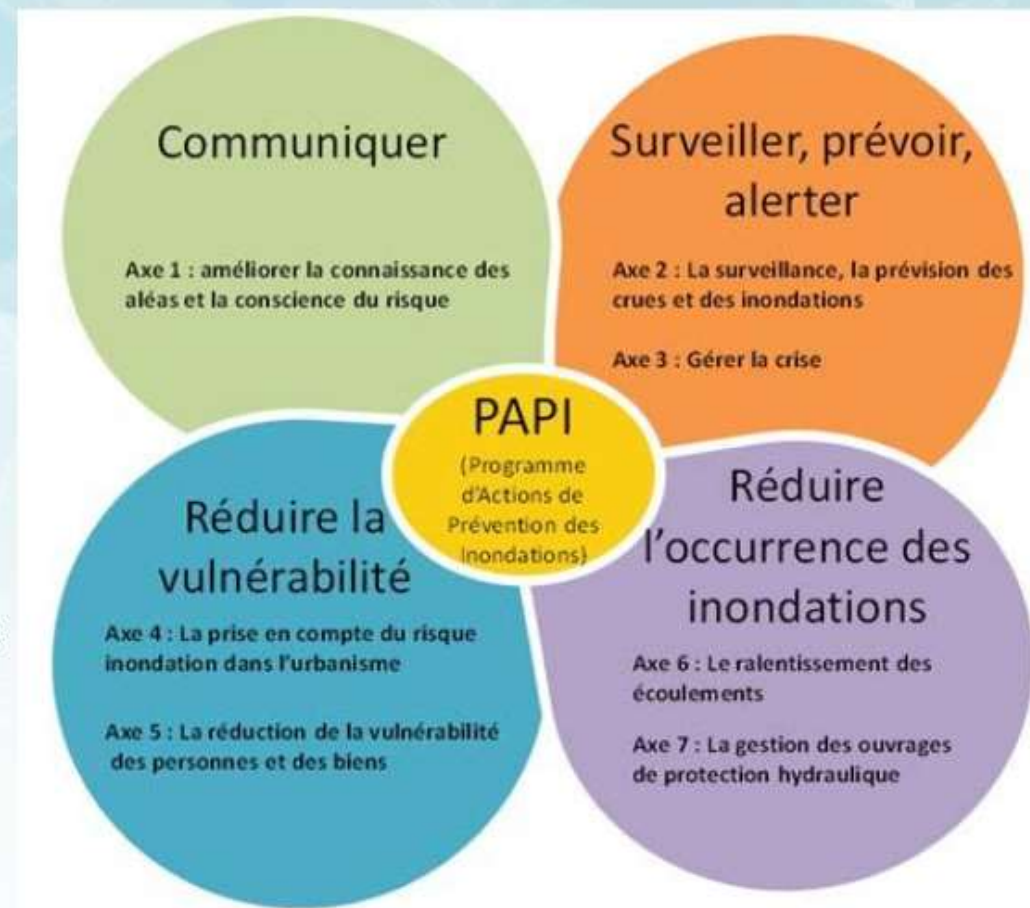 Communiquer
Axe 1 : améliorer la connaissance des
aléas et la conscience du risque
Surveiller, prévoir,
alerter
Axe 2 : La surveillance, la prévision des
crues et des inondations
Axe 3 : Gérer la crise
PAPI
(Programme
d'Actions de
Prévention des
Inondations)
Réduire la
vulnérabilité
Axe 4 : La prise en compte du risque
inondation dans l'urbanisme
Axe 5 : La réduction de la vulnérabilité
des personnes et des biens
Réduire
l'occurrence des
inondations
Axe 6 : Le ralentissement des
écoulements
Axe 7 : La gestion des ouvrages
de protection hydraulique